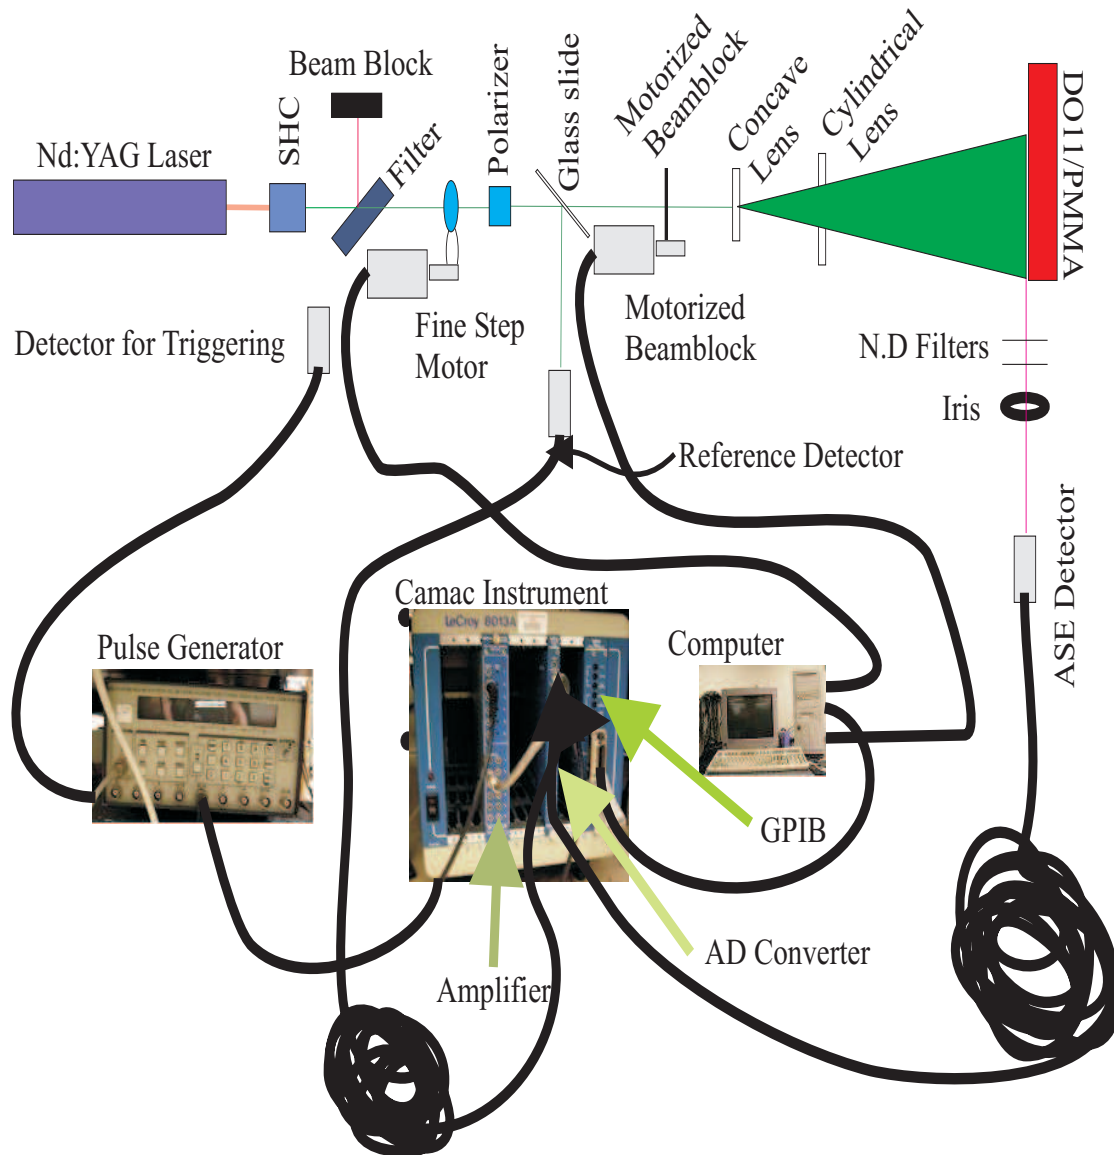 Beam Block
Nd:YAG Laser
SHC
Filter
Polarizer
Glass slide
Motorized
Beamblock
Concave
Lens
Cylindrical
Lens
DO11/PMMA
Detector for Triggering
Fine Step
Motor
Motorized
Beamblock
N.D Filters
Iris
Reference Detector
ASE Detector
Camac Instrument
LeCroy 8013A
Pulse Generator
Computer
GPIB
AD Converter
Amplifier